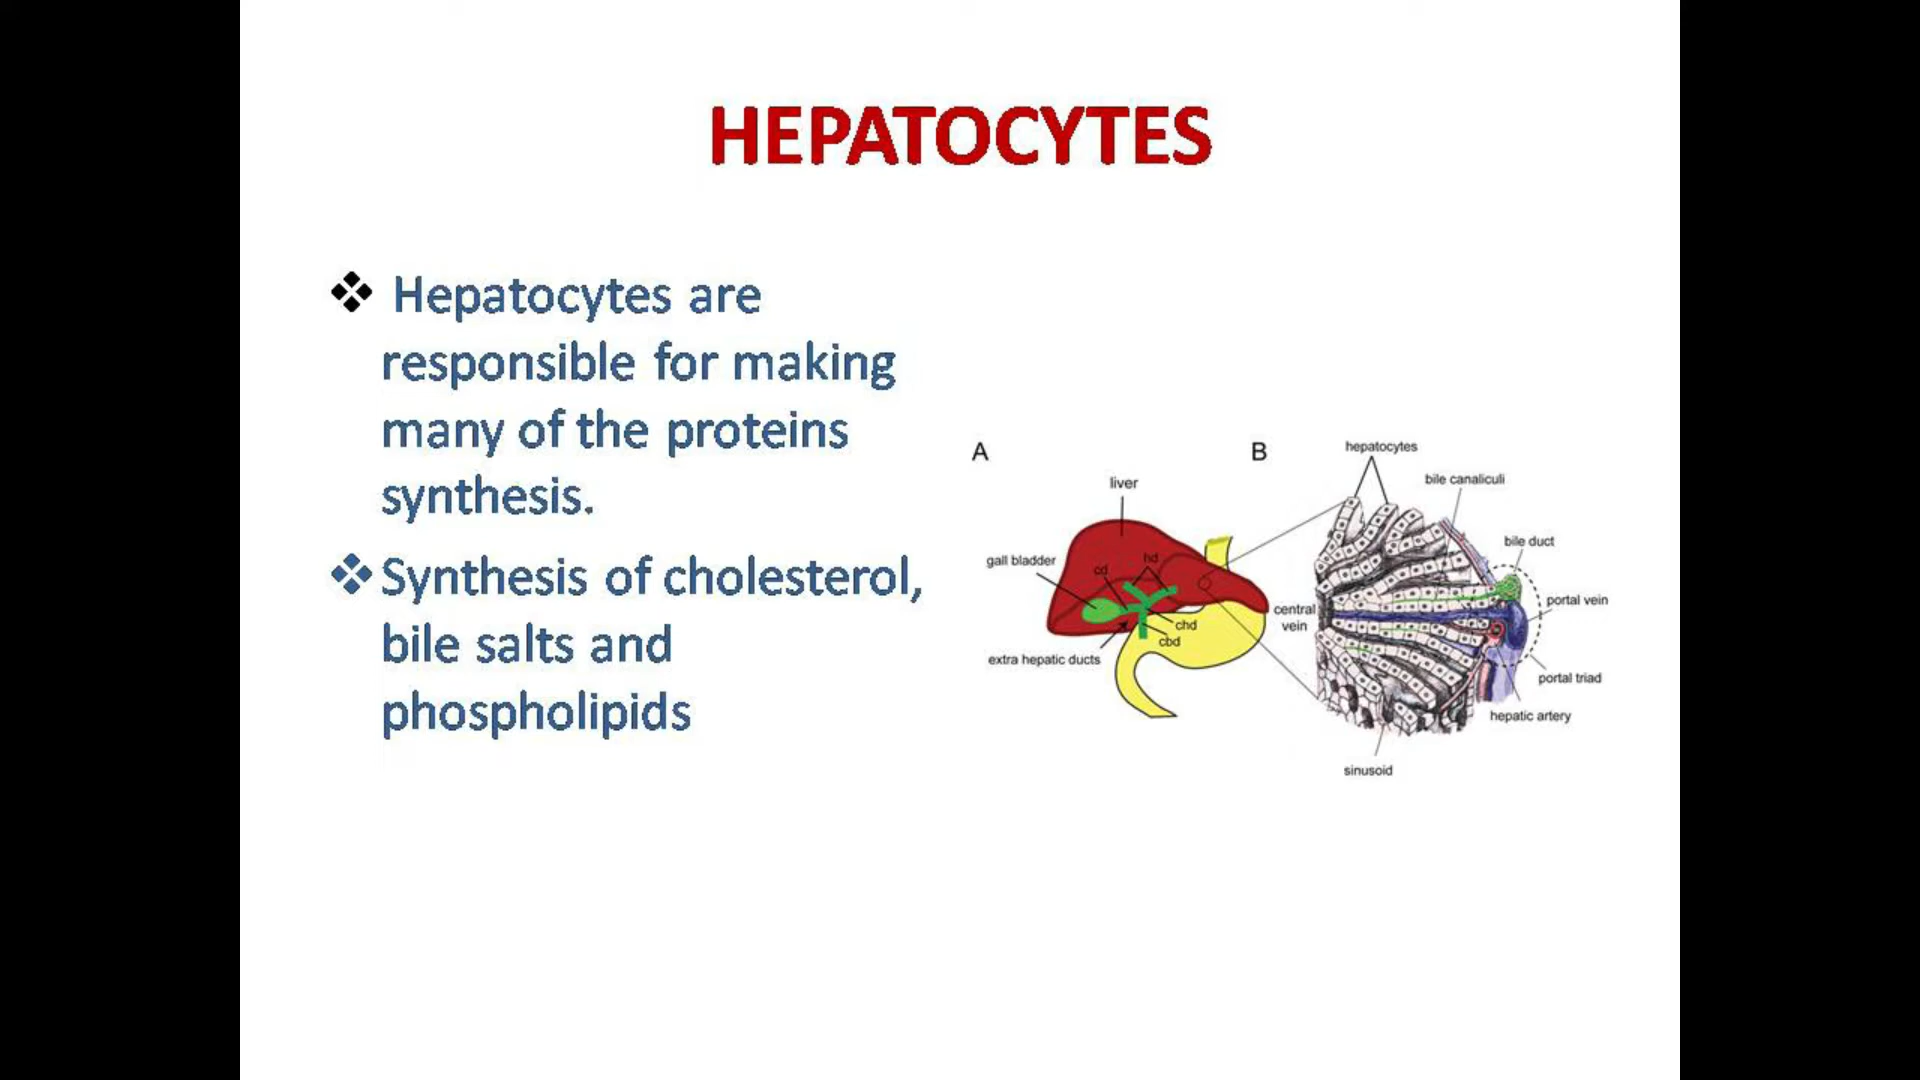 HEPATOCYTES
❖ Hepatocytes are
responsible for making
many of the proteins
synthesis.
❖ Synthesis of cholesterol,
bile salts and
phospholipids
A
liver
gall bladder
cd
hd
chd
cbd
extra hepatic ducts
B
hepatocytes
bile canaliculi
bile duct
portal vein
central
vein
portal triad
hepatic artery
sinusoid